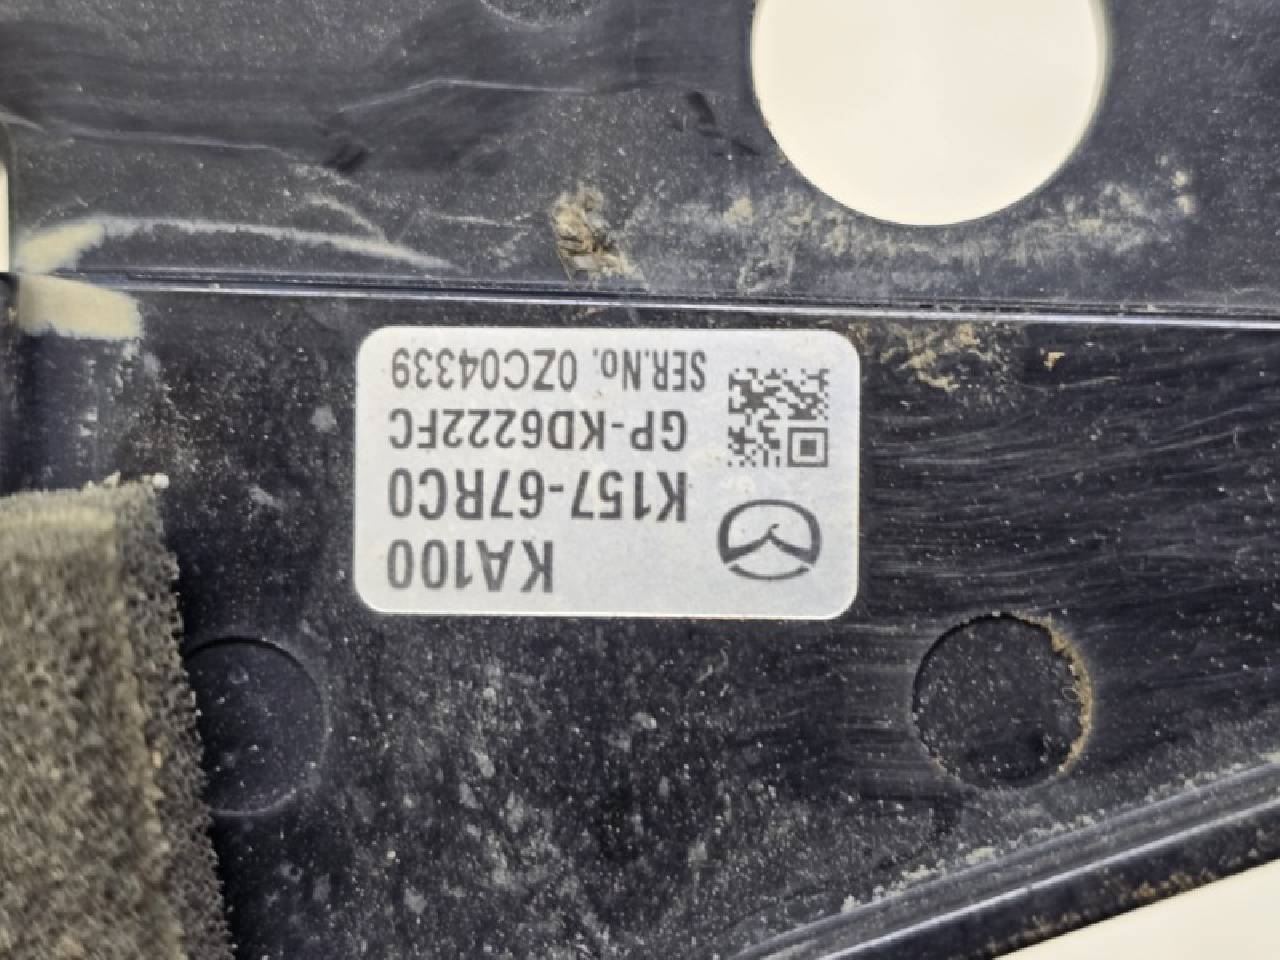 KA100
K157-67RC0
GP-KD6222FC
SER.No. 0ZC04339